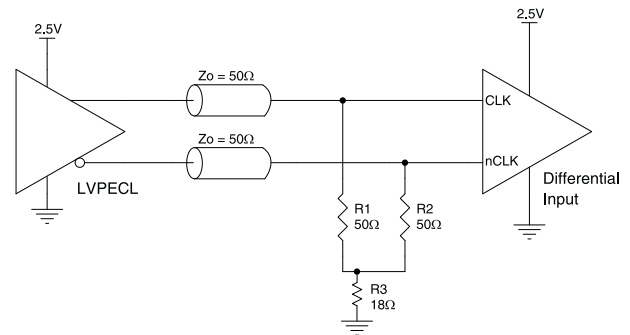 2.5V
2.5V
Zo = 50Ω
CLK
Zo = 50Ω
nCLK
LVPECL
Differential
Input
R1
50Ω
R2
50Ω
R3
18Ω